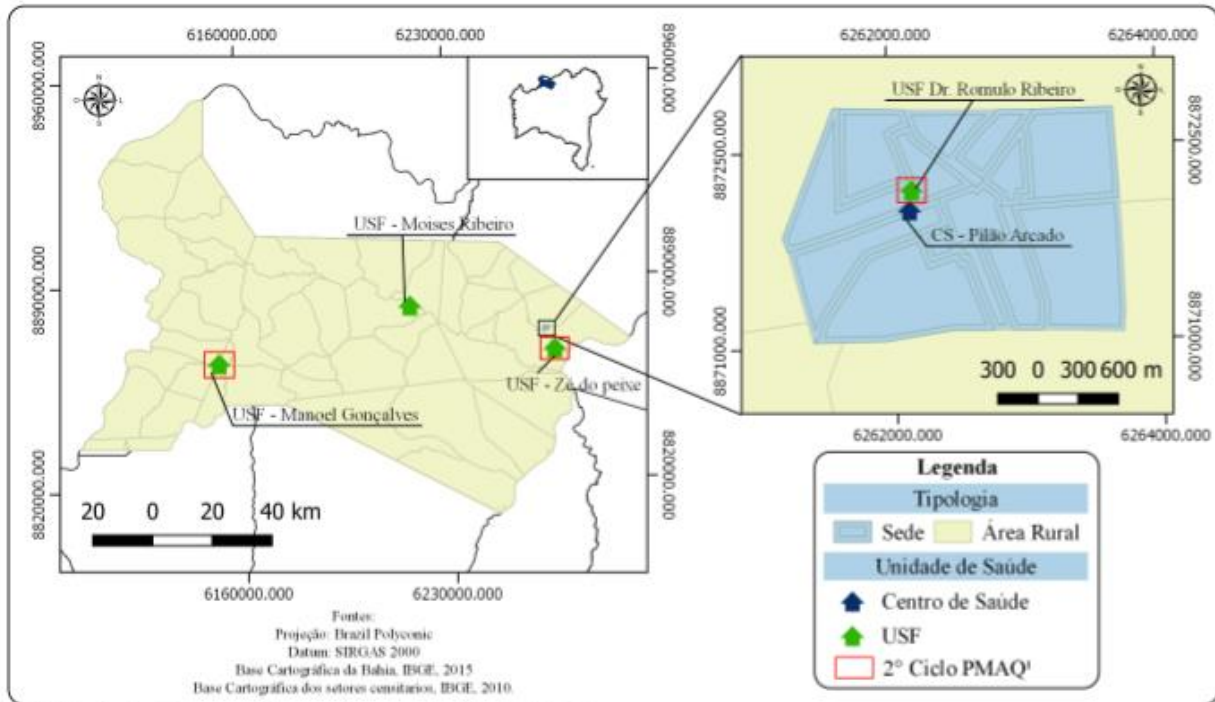 6160000.000
6230000.000
8960000.000
8890000.000
8820000.000
8960000.000
8890000.000
8820000.000
USF - Moises Ribeiro
USF - Zé do peixe
USF - Manoel Gonçalves
20 0 20 40 km
6160000.000
6230000.000
6262000.000
6264000.000
8872500.000
8871000.000
8872500.000
8871000.000
USF Dr. Romulo Ribeiro
CS - Pilão Arcado
300 0 300 600 m
6262000.000
6264000.000
Fontes:
Projeção: Brazil Polyconic
Datum: SIRGAS 2000
Base Cartográfica da Bahia, IBGE, 2015
Base Cartográfica dos setores censitarios, IBGE, 2010.
Legenda
Tipologia
Sede Área Rural
Unidade de Saúde
Centro de Saúde
USF
2° Ciclo PMAQ¹